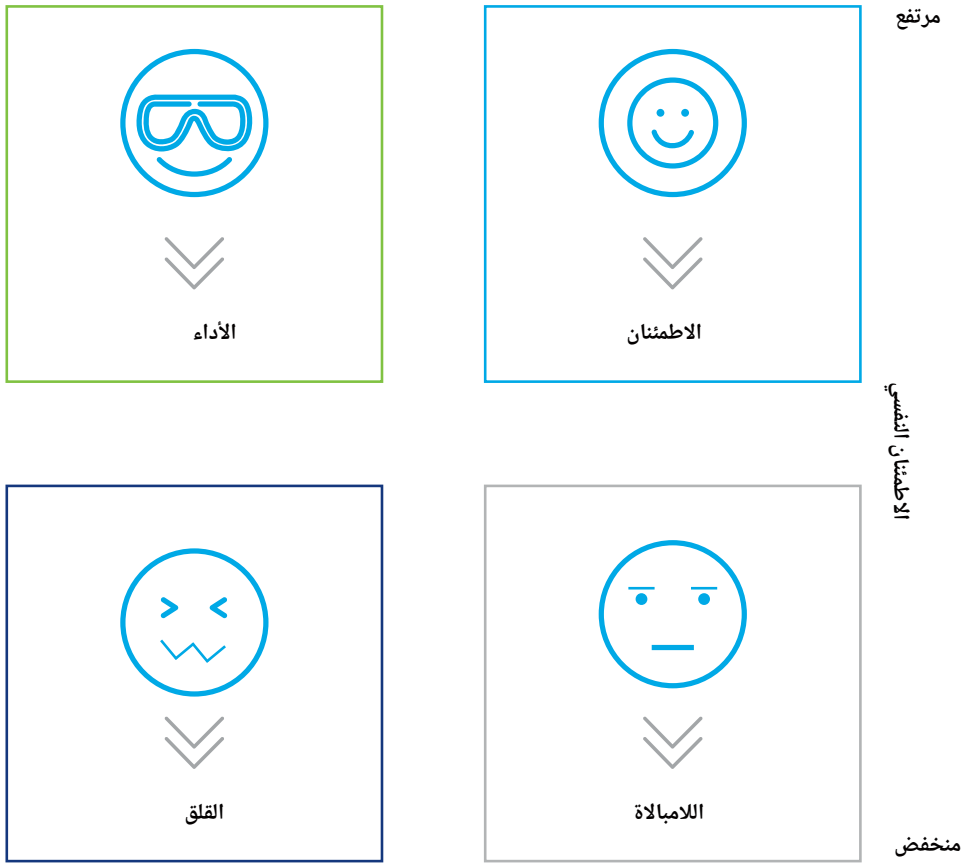 مرتفع
الاطمئنان
الأداء
الاطمئنان النفسي
اللامبالاة
القلق
منخفض